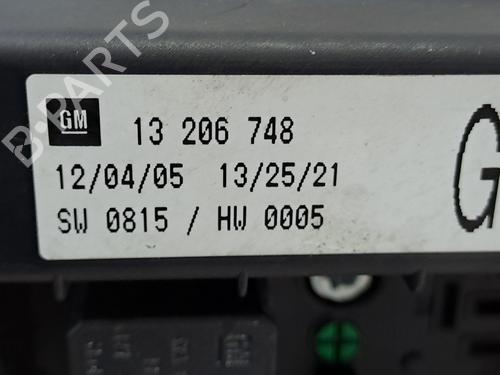 B-PARTS
GM 13 206 748
12/04/05 13/25/21
SW 0815 / HW 0005
G